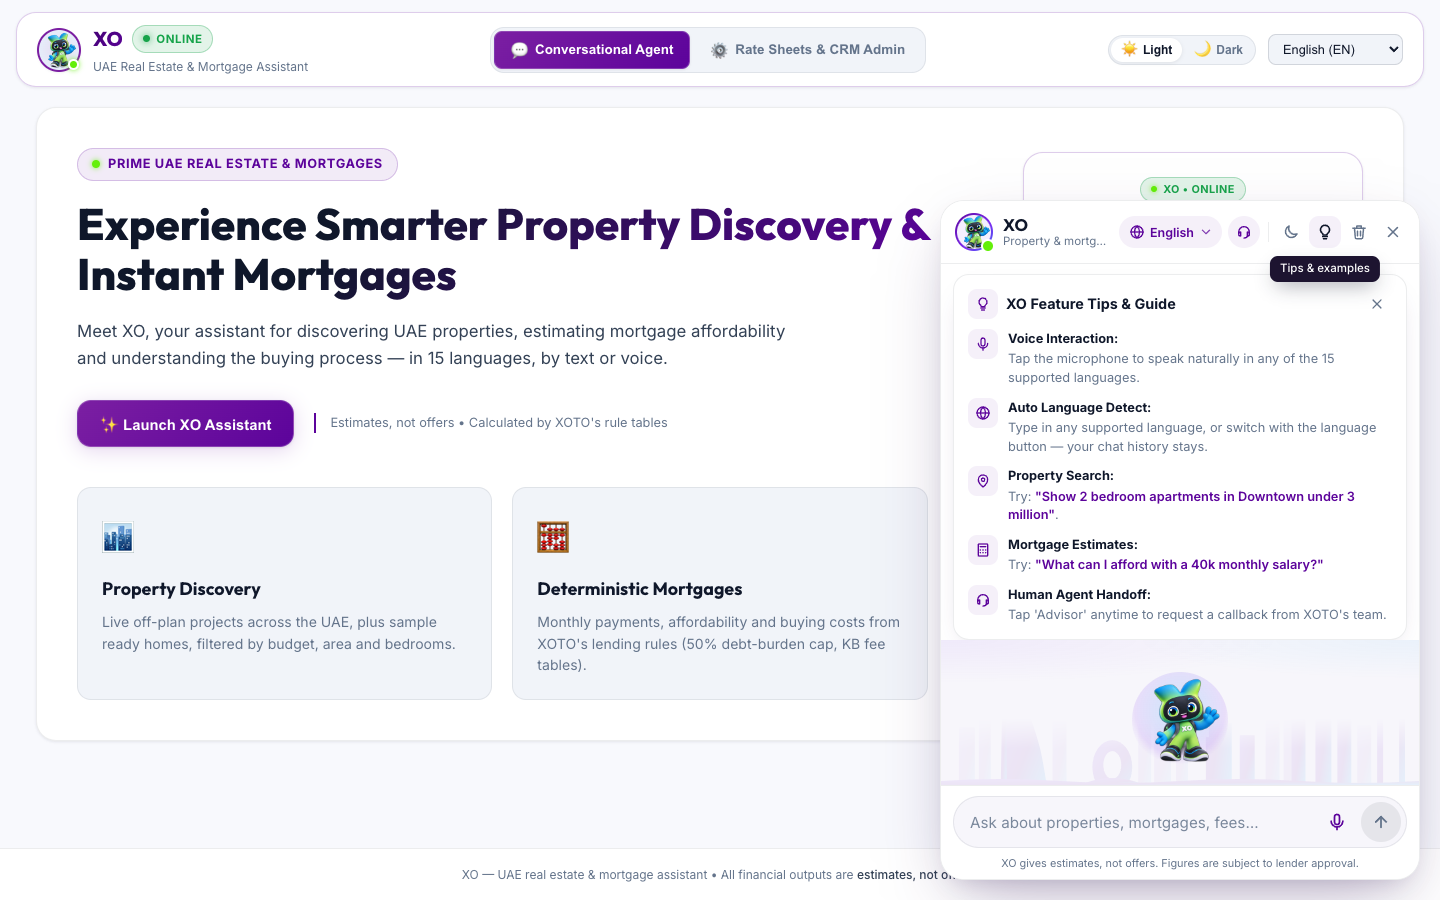 XO
ONLINE
UAE Real Estate & Mortgage Assistant
Conversational Agent
Rate Sheets & CRM Admin
Light
Dark
English (EN)
PRIME UAE REAL ESTATE & MORTGAGES
Experience Smarter Property Discovery &
Instant Mortgages
Meet XO, your assistant for discovering UAE properties, estimating mortgage affordability
and understanding the buying process — in 15 languages, by text or voice.
✨ Launch XO Assistant
Estimates, not offers • Calculated by XOTO's rule tables
Property Discovery
Live off-plan projects across the UAE, plus sample
ready homes, filtered by budget, area and bedrooms.
Deterministic Mortgages
Monthly payments, affordability and buying costs from
XOTO's lending rules (50% debt-burden cap, KB fee
tables).
XO • ONLINE
XO
Property & mortg...
English
Tips & examples
XO Feature Tips & Guide
Voice Interaction:
Tap the microphone to speak naturally in any of the 15
supported languages.
Auto Language Detect:
Type in any supported language, or switch with the language
button — your chat history stays.
Property Search:
Try: "Show 2 bedroom apartments in Downtown under 3
million".
Mortgage Estimates:
Try: "What can I afford with a 40k monthly salary?"
Human Agent Handoff:
Tap 'Advisor' anytime to request a callback from XOTO's team.
XO
Ask about properties, mortgages, fees...
XO gives estimates, not offers. Figures are subject to lender approval.
XO — UAE real estate & mortgage assistant • All financial outputs are estimates, not